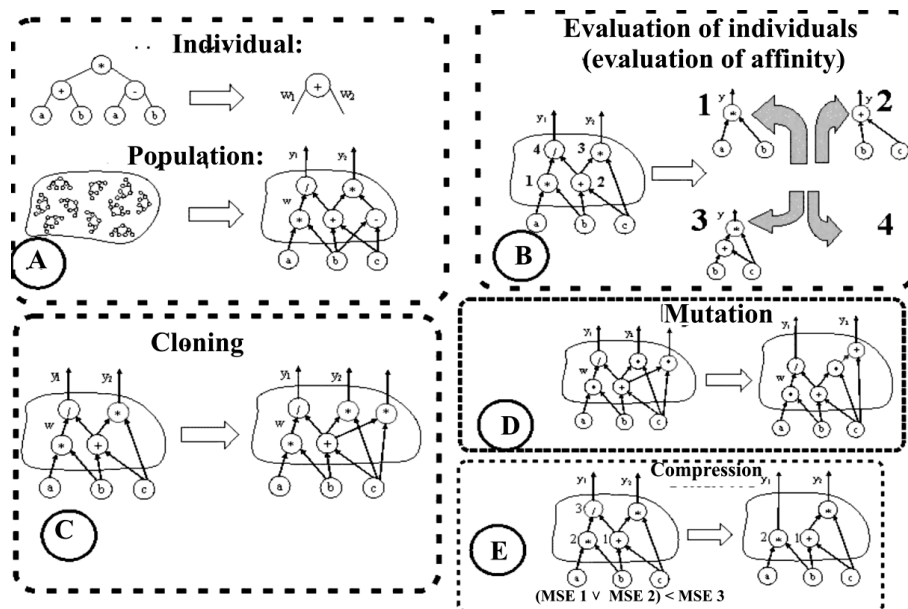 Individual:
*
+ -
a b a b
+
w1 w2
Population:
y1 y2
/ *
w
* + -
a b c
A
Evaluation of individuals
(evaluation of affinity)
y1 y2
4 / 3 *
1 * + 2
a b c
1 y
*
a b
2 y
+
b c
3 y
*
+
b c
4
B
Cloning
y1 y2
/ *
w
* +
a b c
y1 y2
/ * *
w
* +
a b c
C
Mutation
y1 y2
/ * *
w
* +
a b c
y1 y2
/ * +
w
* +
a b c
D
Compression
y1 y2
3 / *
2 * 1 +
a b c
y1 y2
*
2 * 1 +
a b c
(MSE 1 ∨ MSE 2) < MSE 3
E